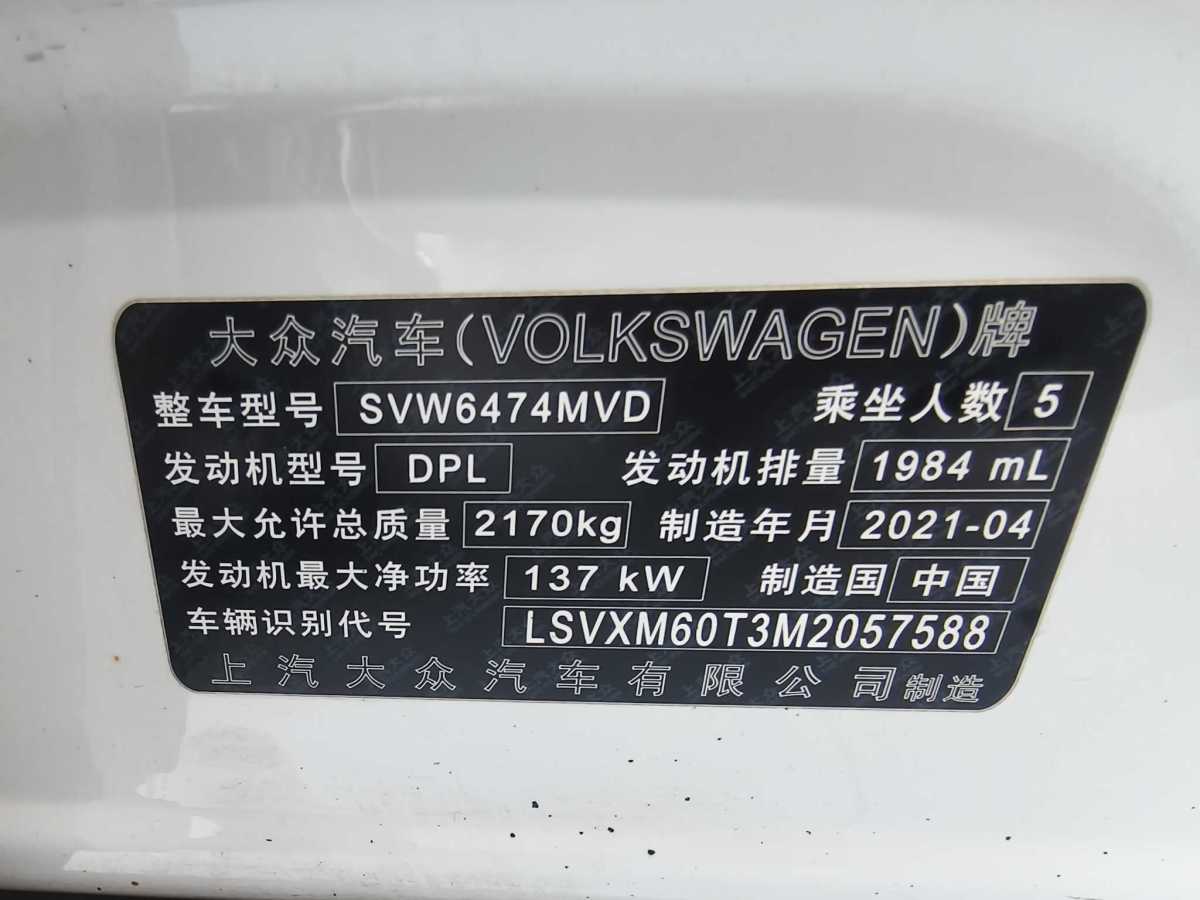 大众汽车(VOLKSWAGEN)牌
整车型号 SVW6474MVD 乘坐人数 5
发动机型号 DPL 发动机排量 1984 mL
最大允许总质量 2170kg 制造年月 2021-04
发动机最大净功率 137 kW 制造国 中国
车辆识别代号 LSVXM60T3M2057588
上汽大众汽车有限公司制造